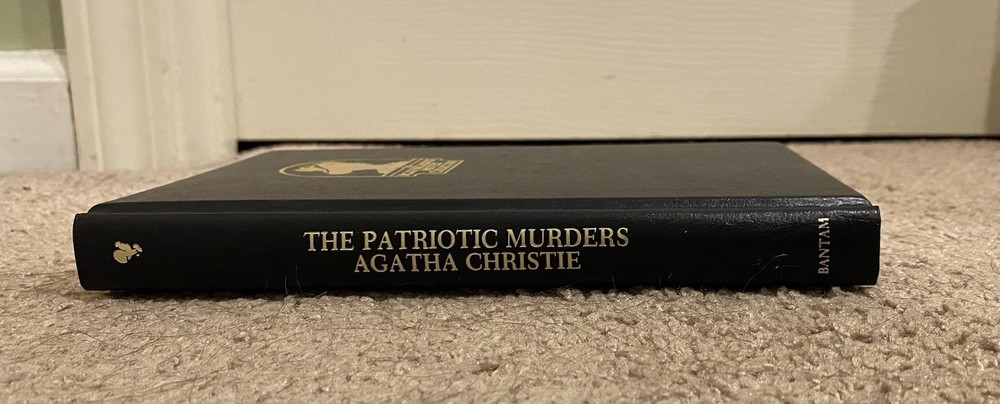 THE PATRIOTIC MURDERS
AGATHA CHRISTIE
BANTAM